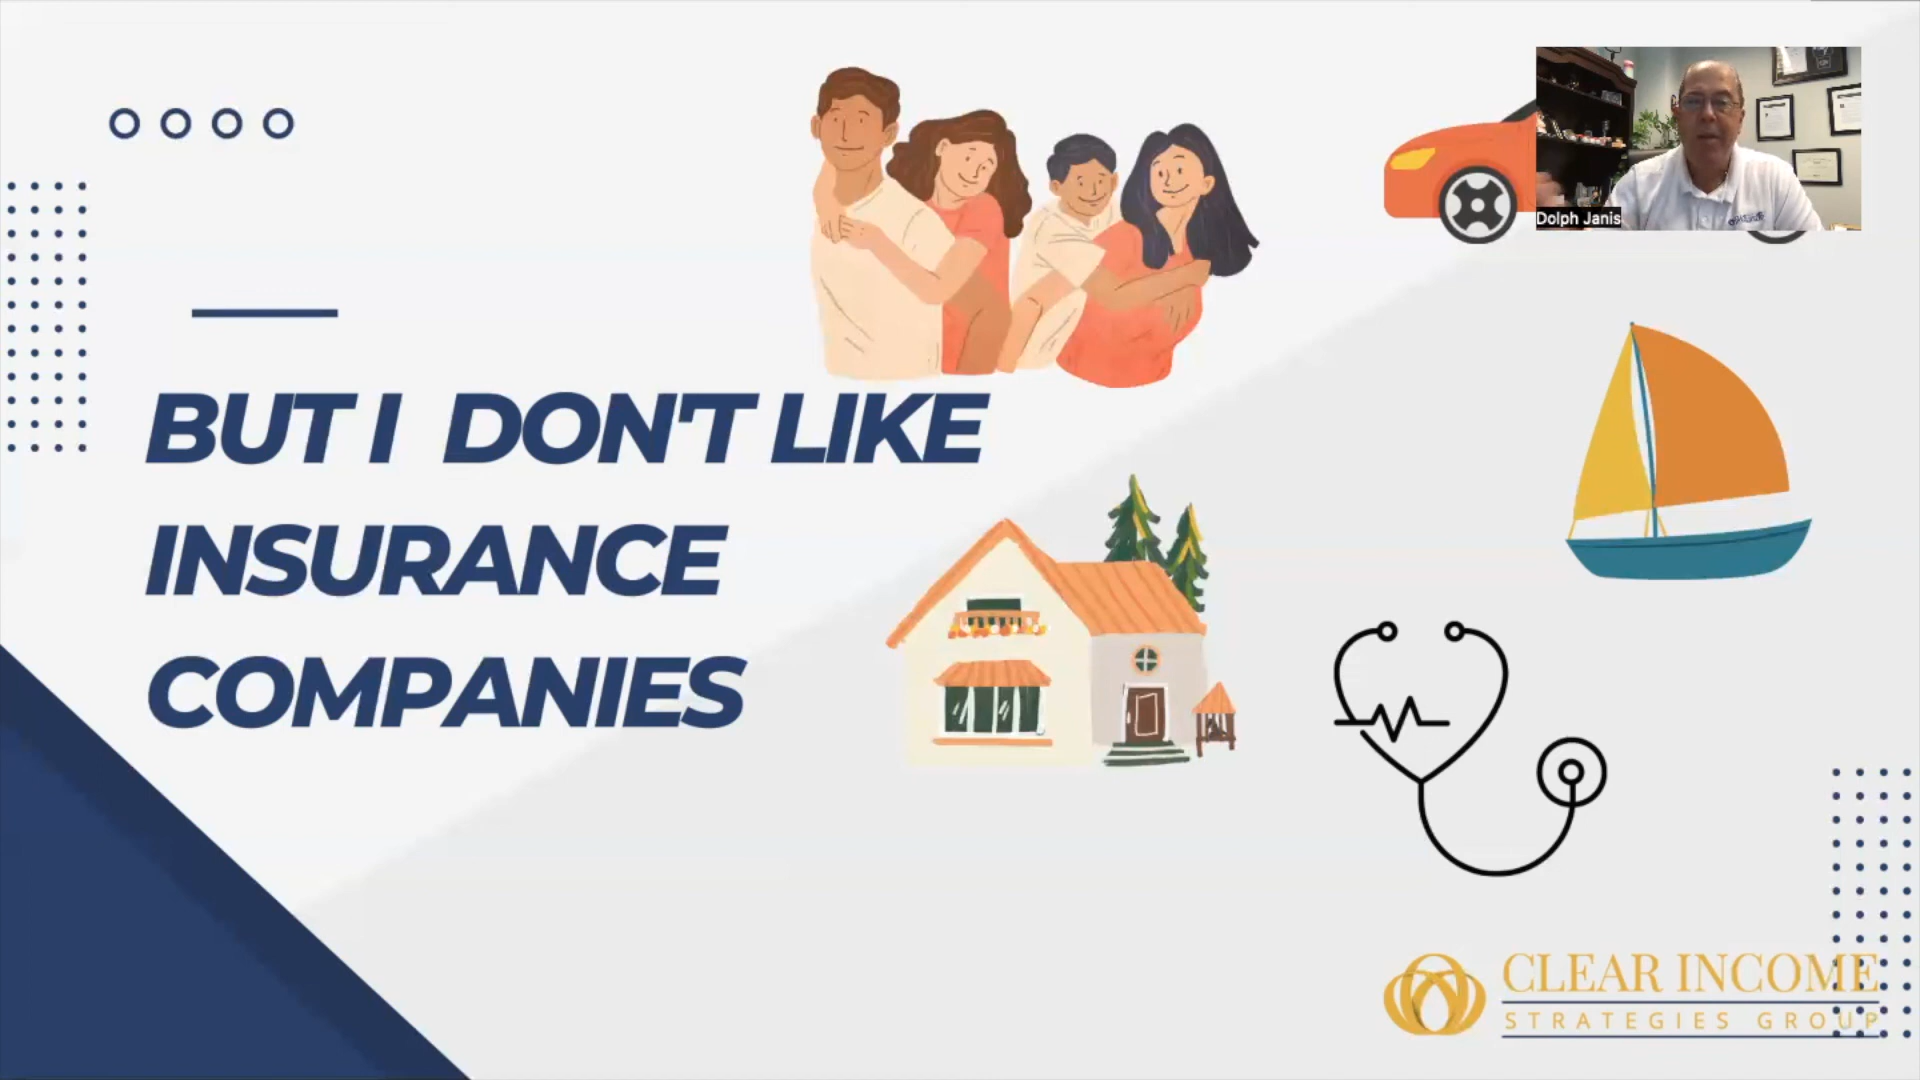 Dolph Janis
BUT I DON'T LIKE
INSURANCE
COMPANIES
CLEAR INCOME
STRATEGIES GROUP